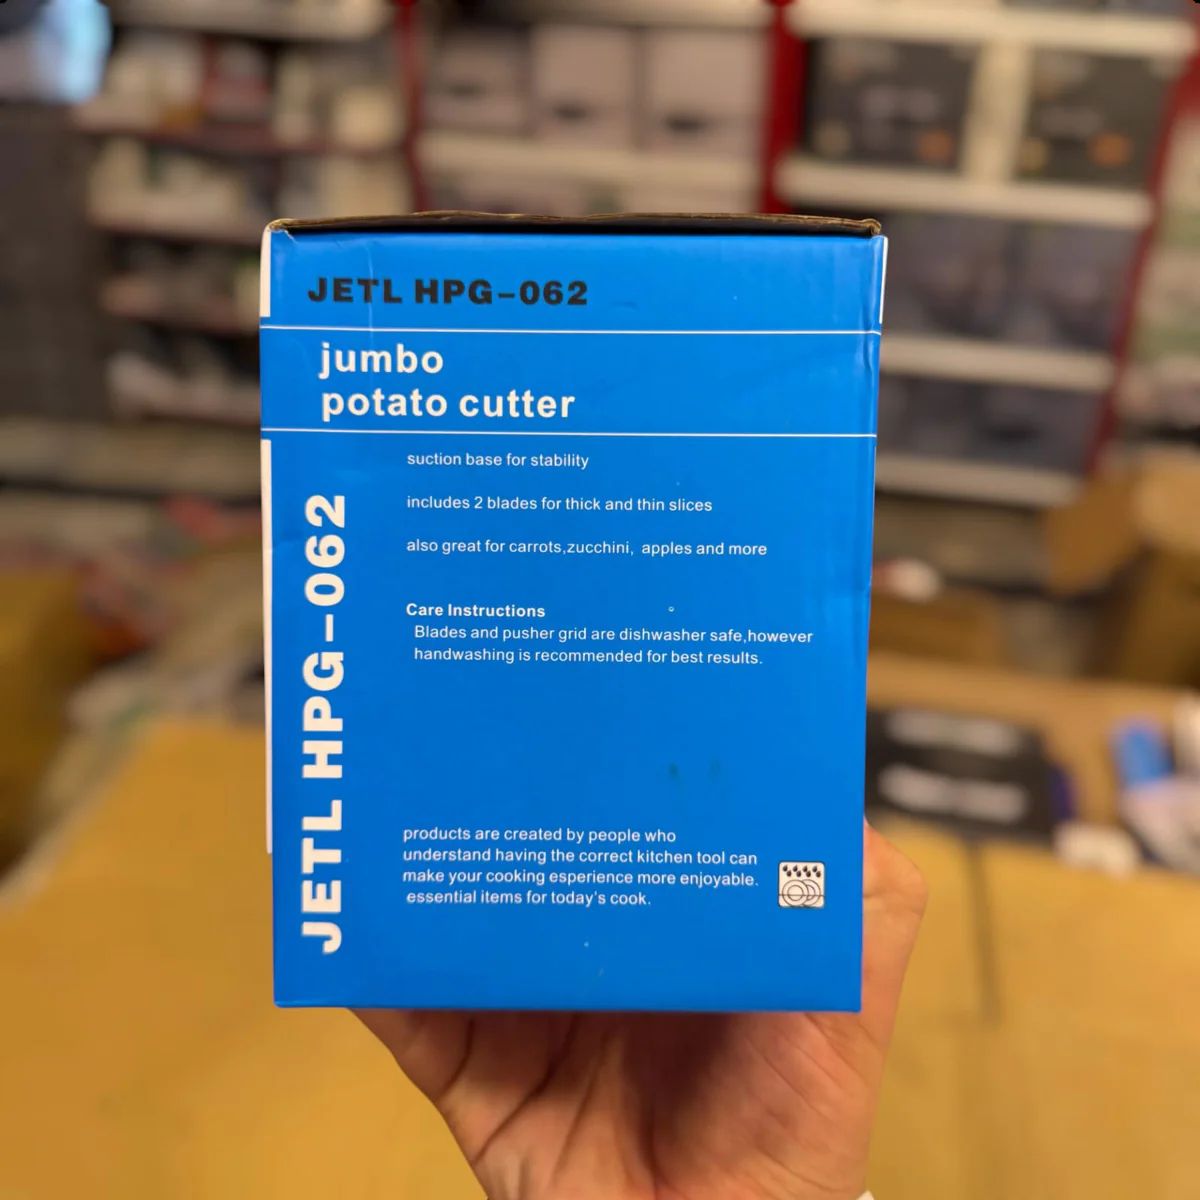 JETL HPG-062
jumbo
potato cutter
suction base for stability
includes 2 blades for thick and thin slices
also great for carrots,zucchini, apples and more
Care Instructions
Blades and pusher grid are dishwasher safe,however
handwashing is recommended for best results.
JETL HPG-062
products are created by people who
understand having the correct kitchen tool can
make your cooking esperience more enjoyable.
essential items for today's cook.